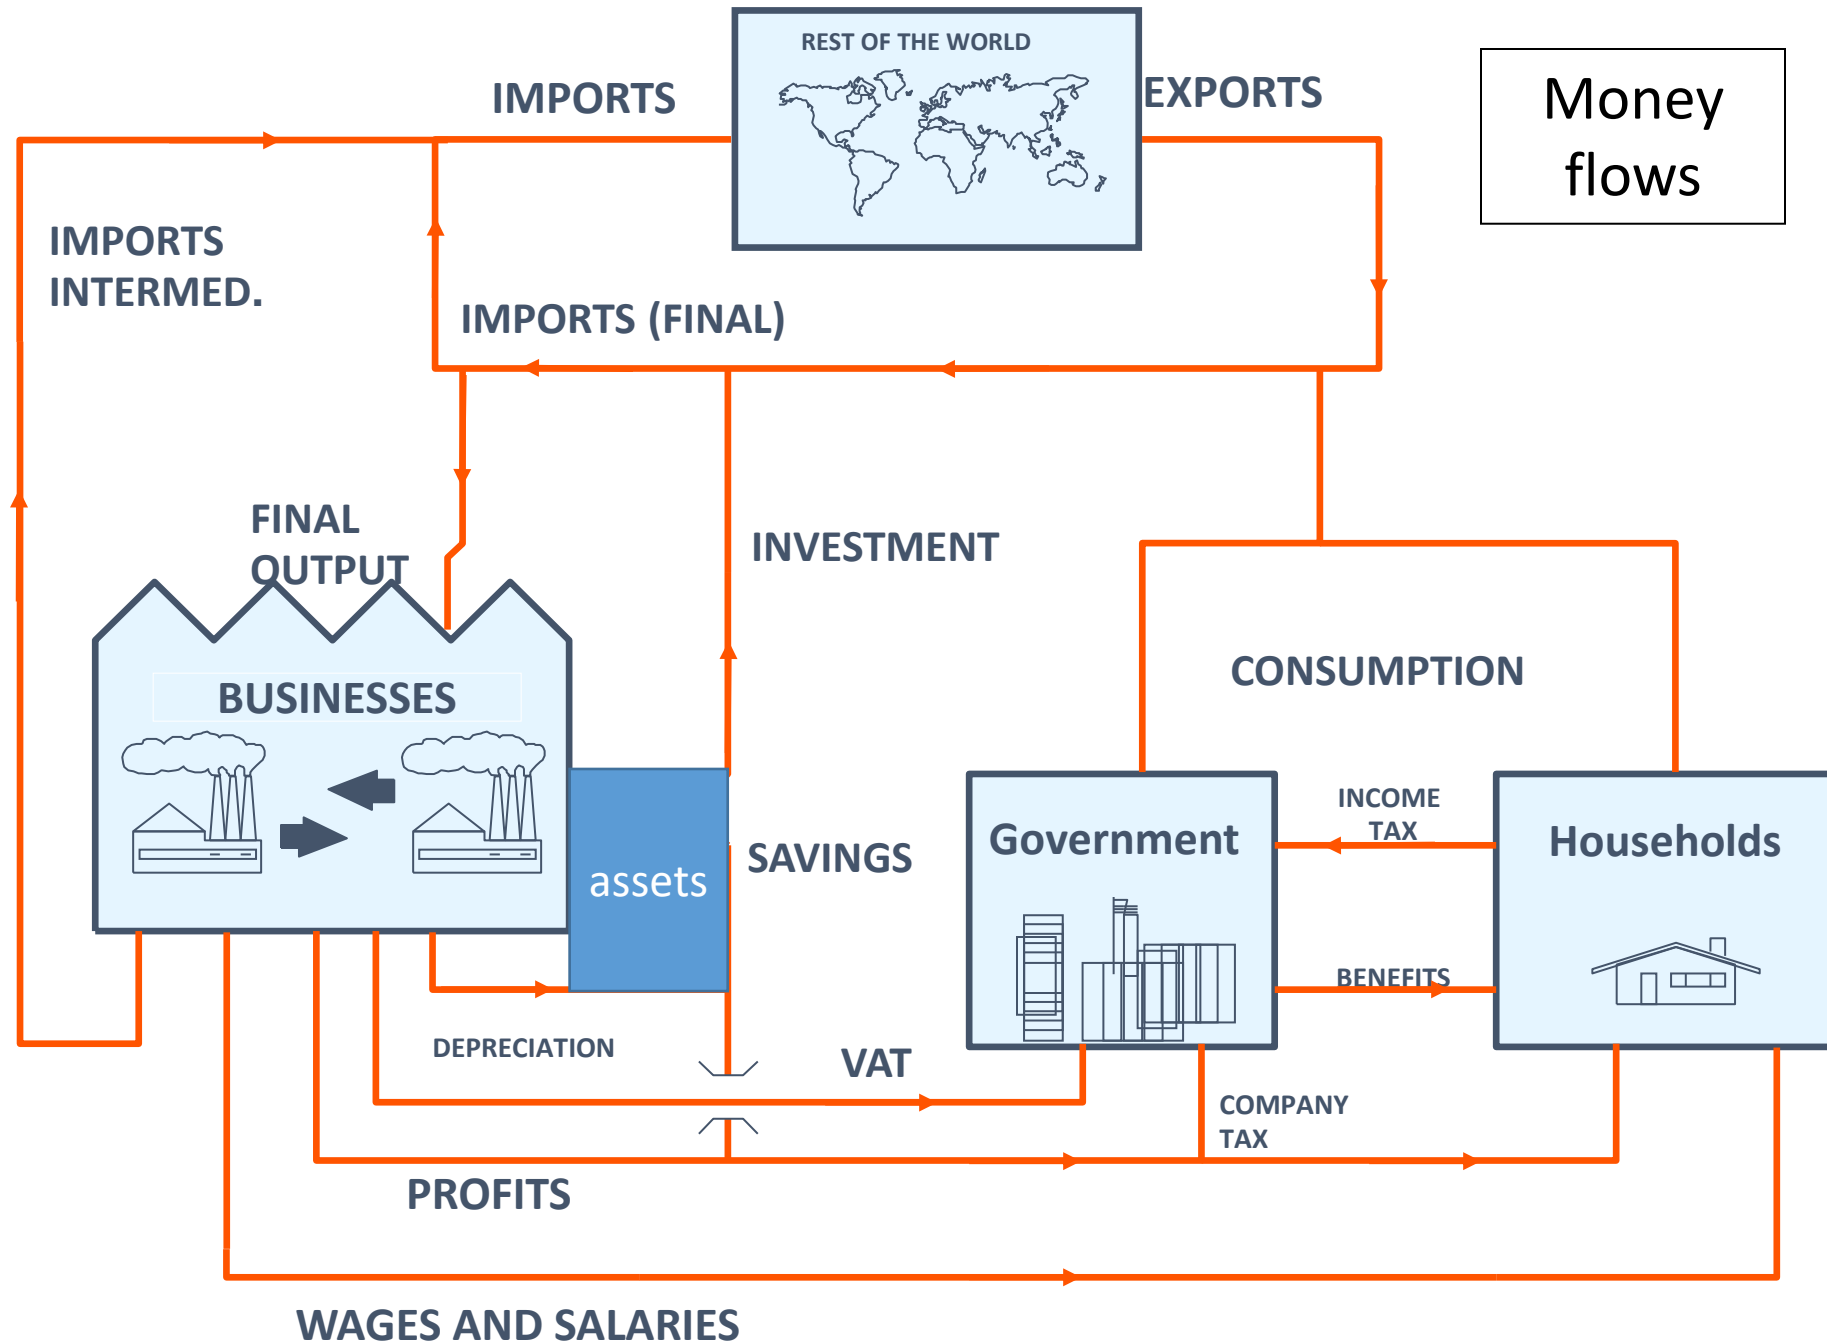 REST OF THE WORLD
IMPORTS
EXPORTS
Money
flows
IMPORTS
INTERMED.
IMPORTS (FINAL)
FINAL
OUTPUT
INVESTMENT
CONSUMPTION
BUSINESSES
INCOME
TAX
Government
Households
SAVINGS
assets
BENEFITS
DEPRECIATION
VAT
COMPANY
TAX
PROFITS
WAGES AND SALARIES